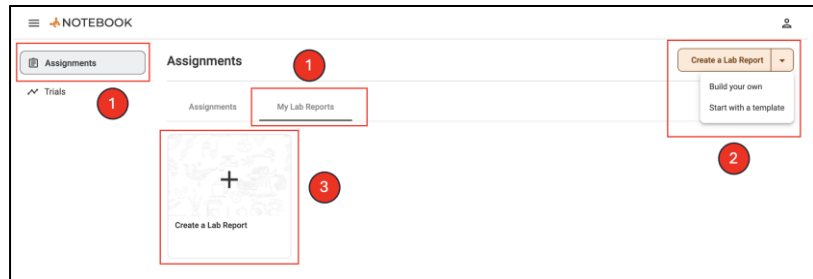 NOTEBOOK
Assignments
Trials
1
Assignments
1
Create a Lab Report
Build your own
Start with a template
2
Assignments
My Lab Reports
3
Create a Lab Report